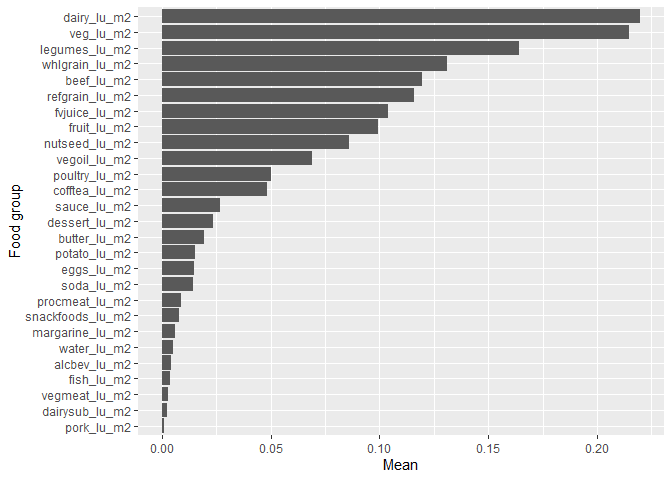 dairy_lu_m2
veg_lu_m2
legumes_lu_m2
whlgrain_lu_m2
beef_lu_m2
refgrain_lu_m2
fvjuice_lu_m2
fruit_lu_m2
nutseed_lu_m2
vegoil_lu_m2
poultry_lu_m2
cofftea_lu_m2
sauce_lu_m2
dessert_lu_m2
butter_lu_m2
potato_lu_m2
eggs_lu_m2
soda_lu_m2
procmeat_lu_m2
snackfoods_lu_m2
margarine_lu_m2
water_lu_m2
alcbev_lu_m2
fish_lu_m2
vegmeat_lu_m2
dairysub_lu_m2
pork_lu_m2
Food group
0.00 0.05 0.10 0.15 0.20
Mean